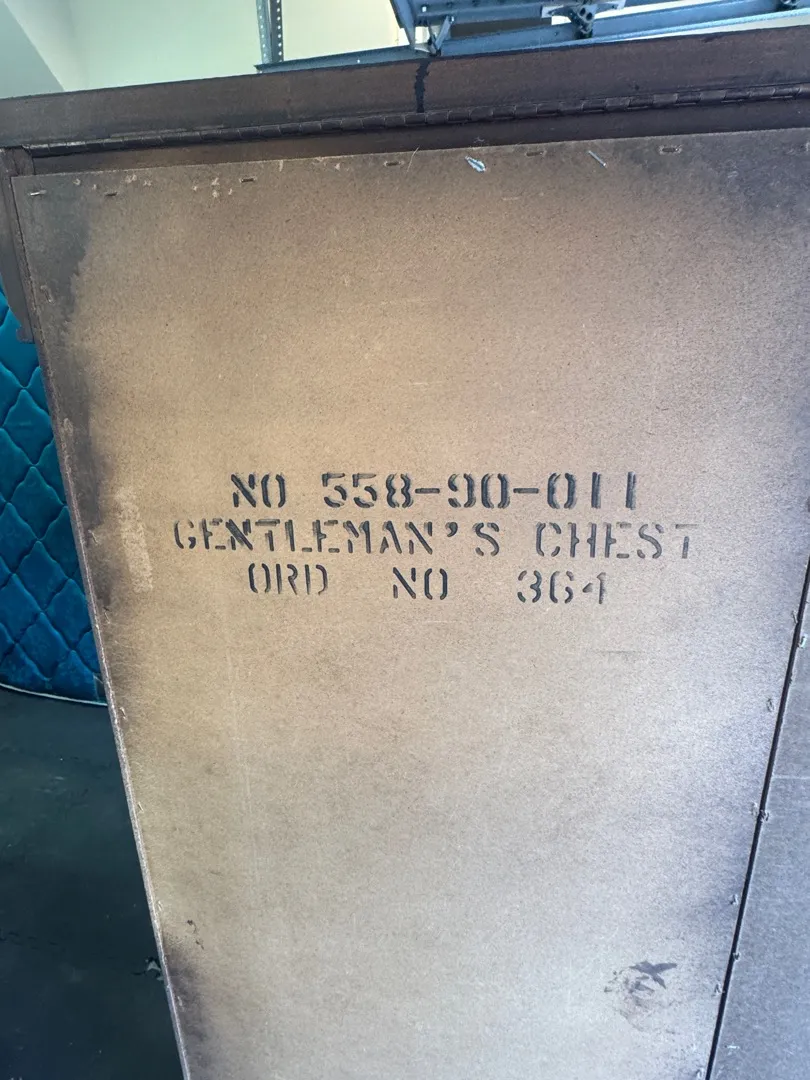 NO 558-90-011
GENTLEMAN'S CHEST
ORD NO 364